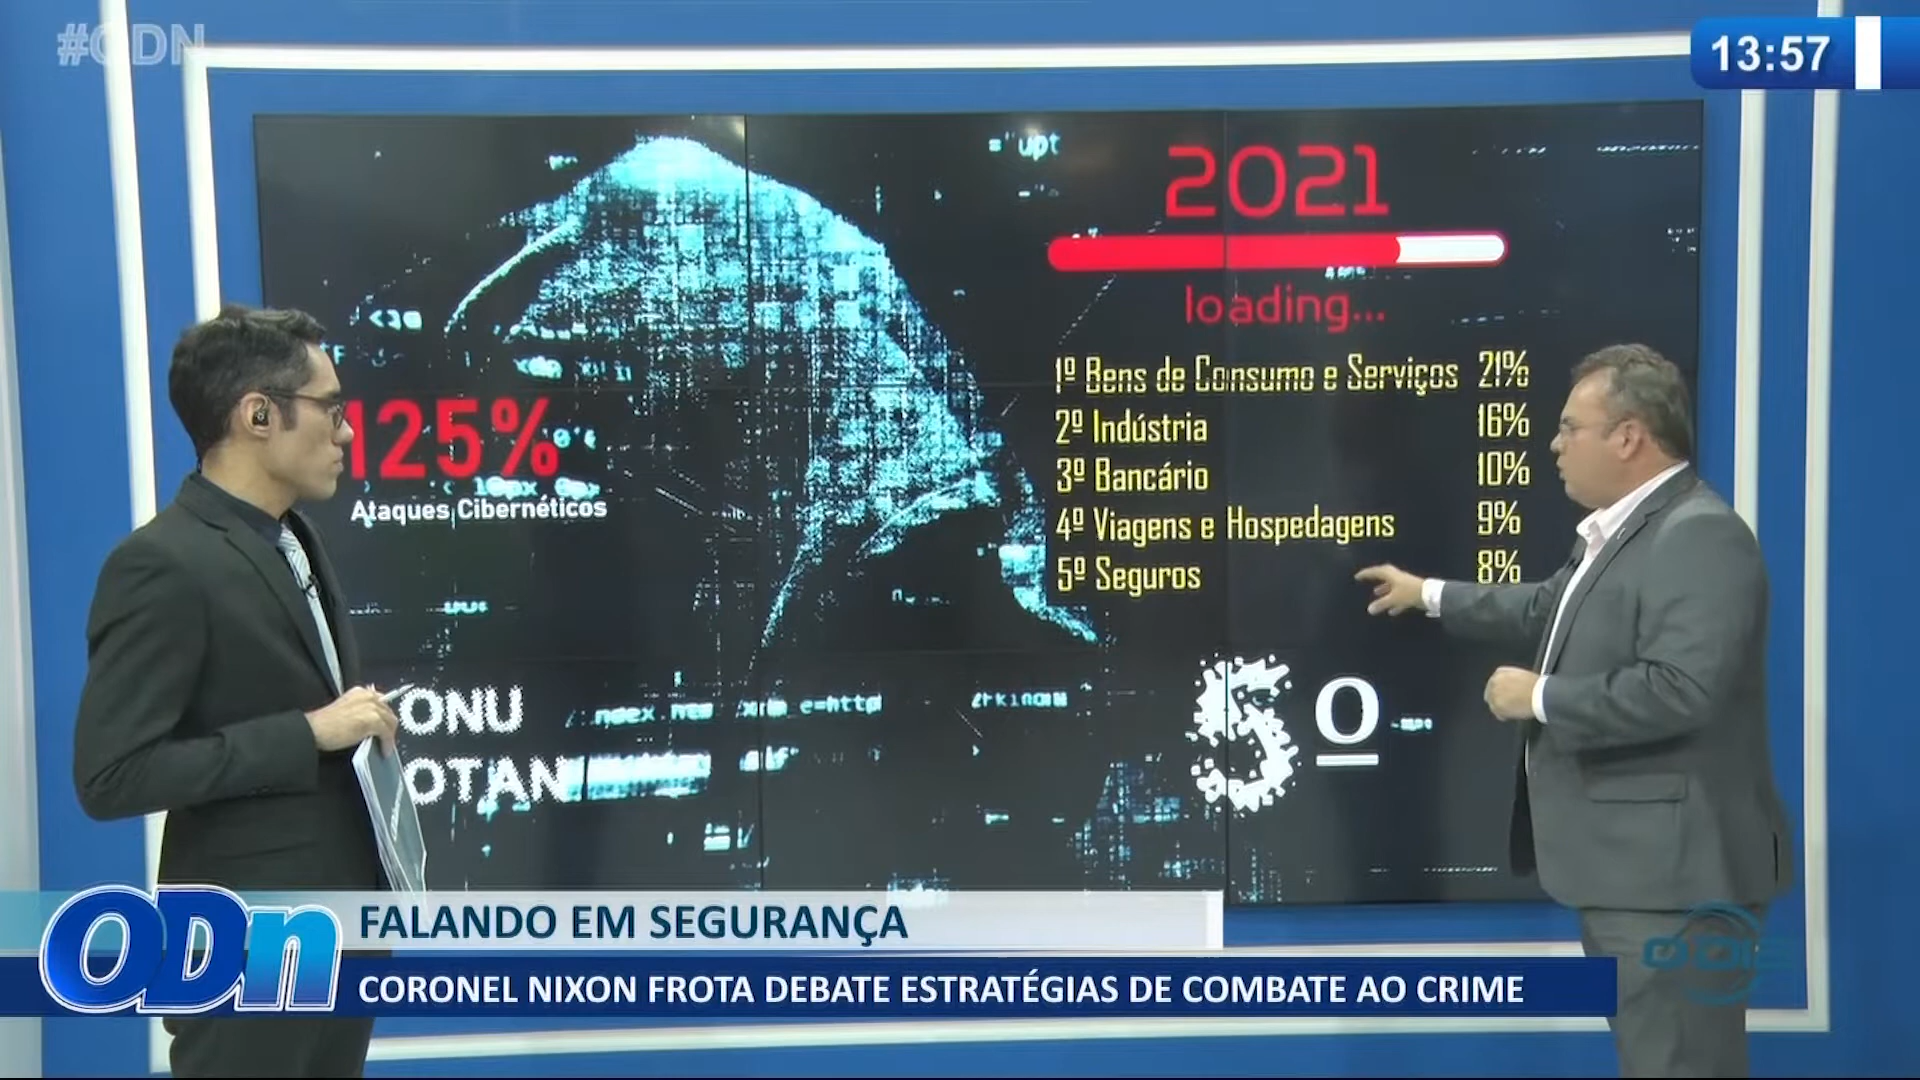 #ODN
13:57
='upt
2021
loading...
1º Bens de Consumo e Serviços 21%
2º Indústria 16%
3º Bancário 10%
4º Viagens e Hospedagens 9%
5º Seguros 8%
125%
Ataques Cibernéticos
ONU
OTAN
5º
ODn
FALANDO EM SEGURANÇA
CORONEL NIXON FROTA DEBATE ESTRATÉGIAS DE COMBATE AO CRIME
O DIA